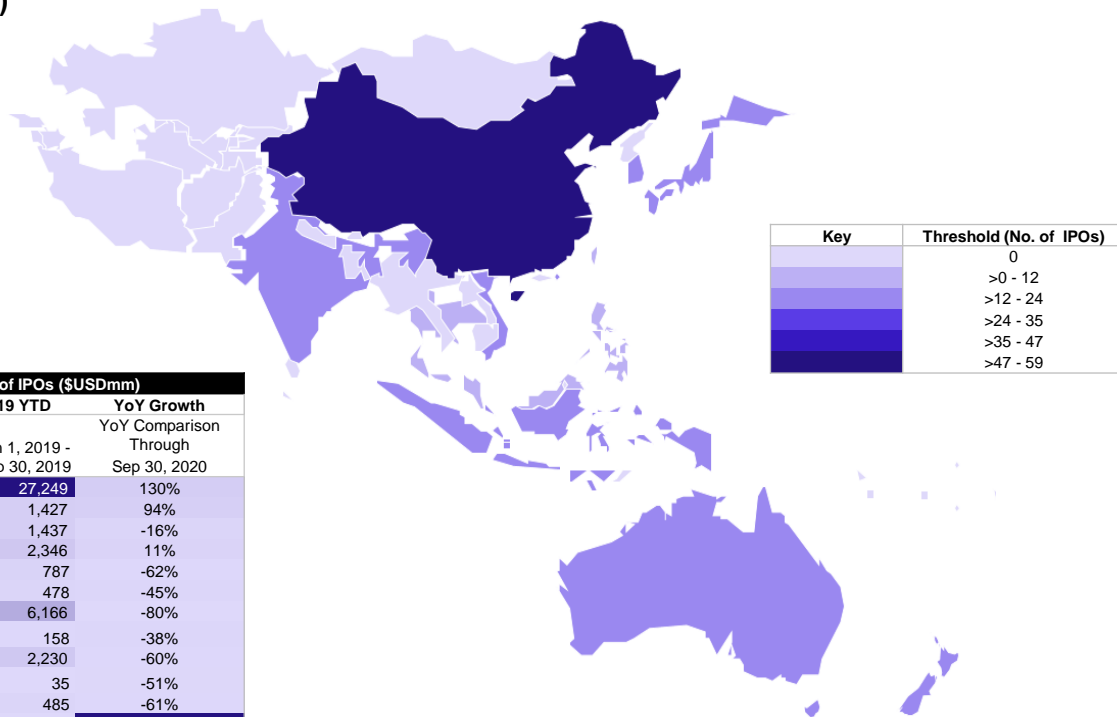 )
Key Threshold (No. of IPOs)
0
>0 - 12
>12 - 24
>24 - 35
>35 - 47
>47 - 59
of IPOs ($USDmm)
19 YTD YoY Growth
YoY Comparison
Through
1, 2019 -
30, 2019 Sep 30, 2020
27,249 130%
1,427 94%
1,437 -16%
2,346 11%
787 -62%
478 -45%
6,166 -80%
158 -38%
2,230 -60%
35 -51%
485 -61%